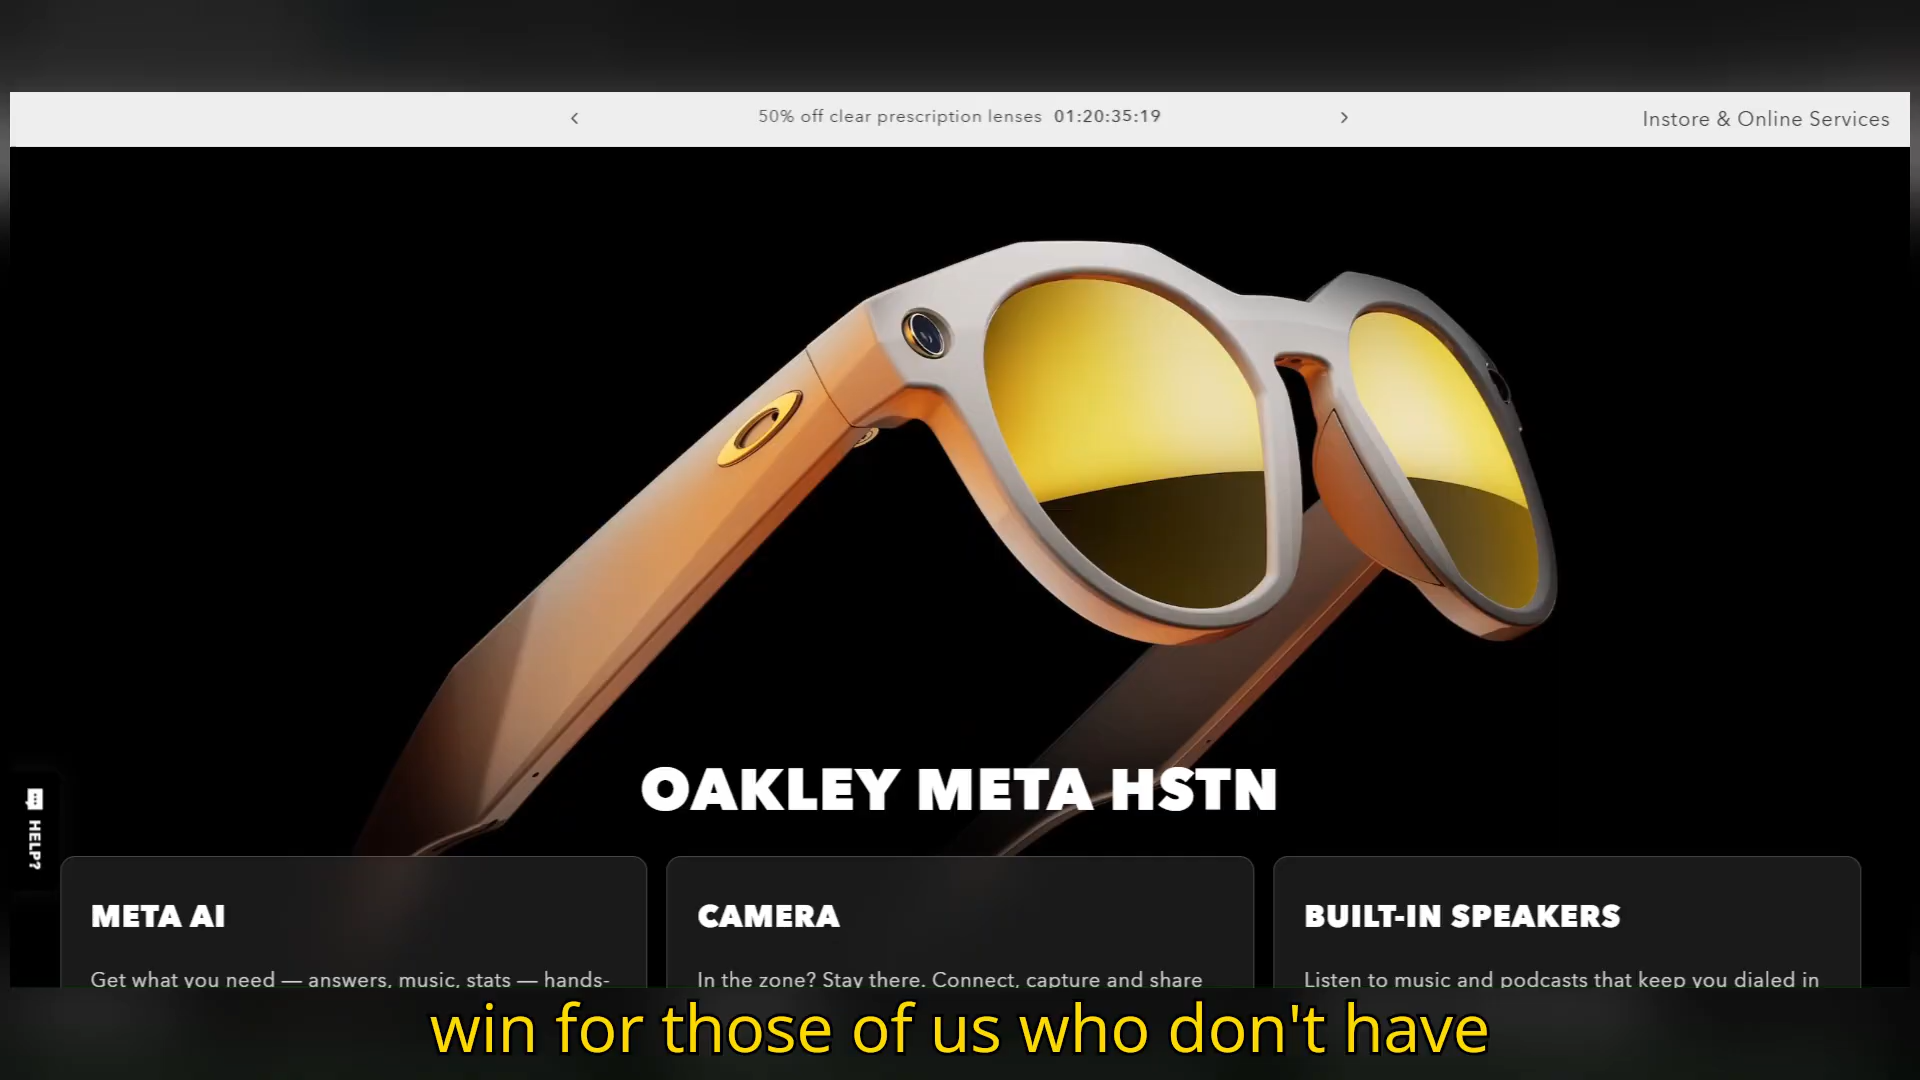 50% off clear prescription lenses 01:20:35:19
Instore & Online Services
OAKLEY META HSTN
HELP?
META AI
Get what you need — answers, music, stats — hands-
CAMERA
In the zone? Stay there. Connect, capture and share
BUILT-IN SPEAKERS
Listen to music and podcasts that keep you dialed in
win for those of us who don't have